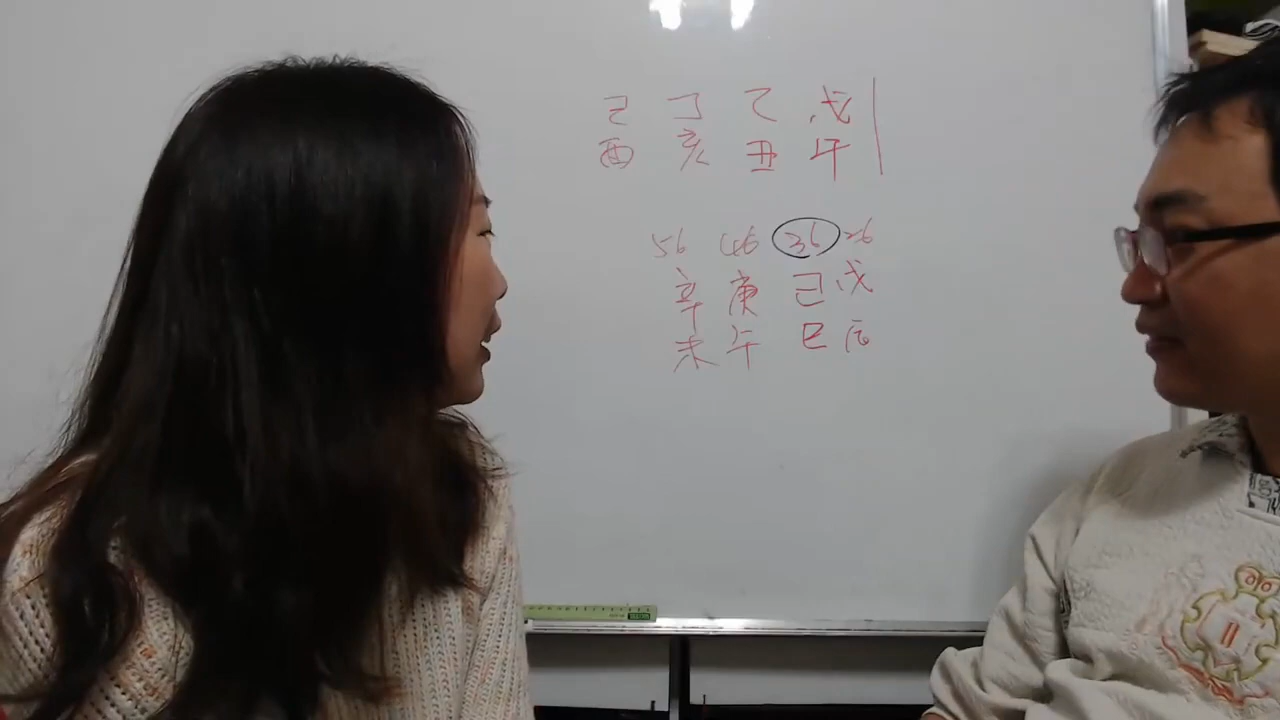 己 丁 乙 戊
酉 亥 丑 午
56 46 36 26
辛 庚 己 戊
未 午 巳 辰